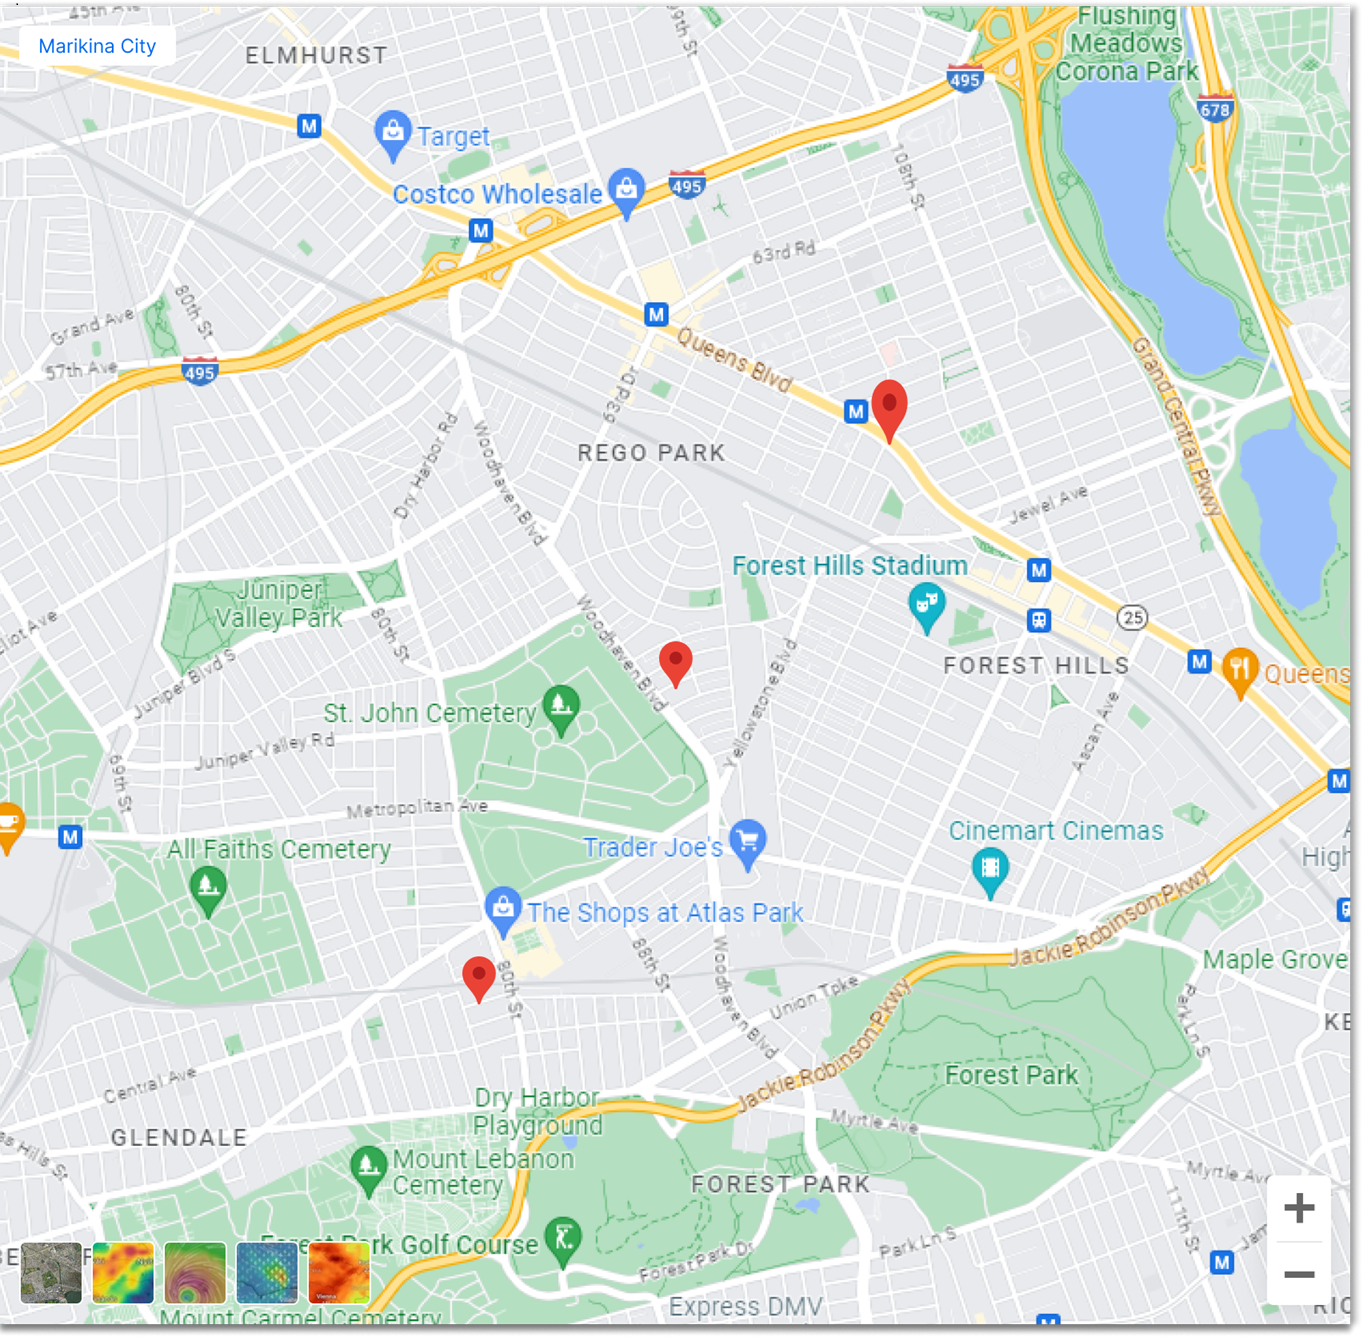 45th Ave
Marikina City
ELMHURST
Flushing
Meadows
Corona Park
495
678
Target
108th St
Costco Wholesale
495
63rd Rd
80th St
Grand Ave
57th Ave
495
Queens Blvd
63rd Dr
Grand Central Pkwy
Dry Harbor Rd
Woodhaven Blvd
REGO PARK
Jewel Ave
Forest Hills Stadium
Juniper
Valley Park
80th St
Woodhaven Blvd
25
FOREST HILLS
Queens
Juniper Blvd S
Yellowstone Blvd
Ascan Ave
St. John Cemetery
Juniper Valley Rd
69th St
Metropolitan Ave
Trader Joe's
Cinemart Cinemas
All Faiths Cemetery
High
The Shops at Atlas Park
Jackie Robinson Pkwy
88th St
Woodhaven Blvd
80th St
Maple Grove
Union Tpke
Park Ln S
KE
Jackie Robinson Pkwy
Central Ave
Forest Park
Dry Harbor
Playground
Myrtle Ave
GLENDALE
Mount Lebanon
Cemetery
FOREST PARK
Myrtle Ave
111th St
Forest Park Golf Course
Park Ln S
Forest Park Dr
Express DMV
Mount Carmel Cemetery